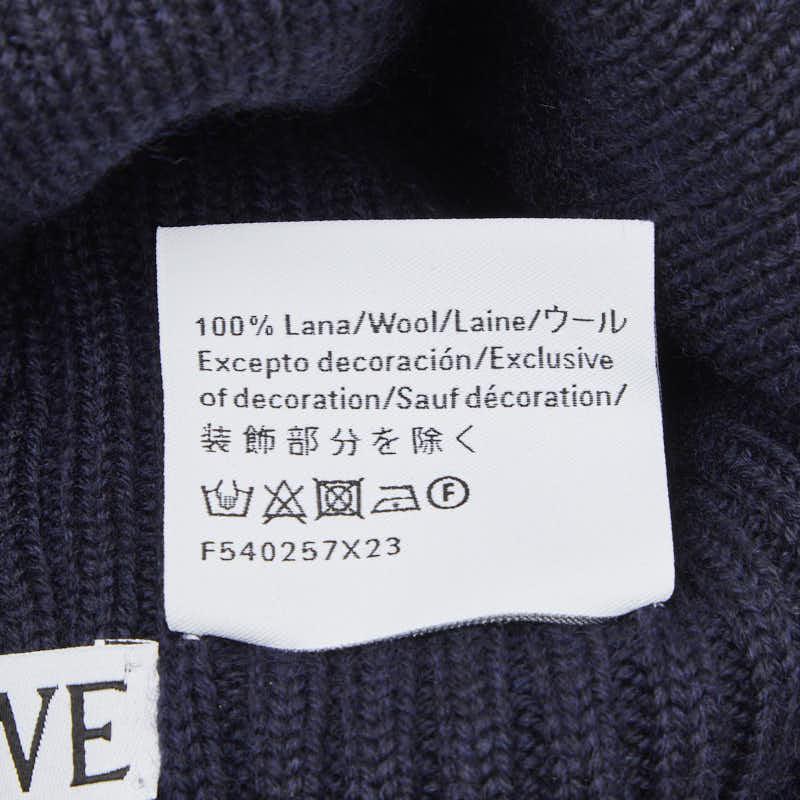 100% Lana/Wool/Laine/ウール
Excepto decoración/Exclusive
of decoration/Sauf décoration/
装飾部分を除く
F
F540257X23
VE